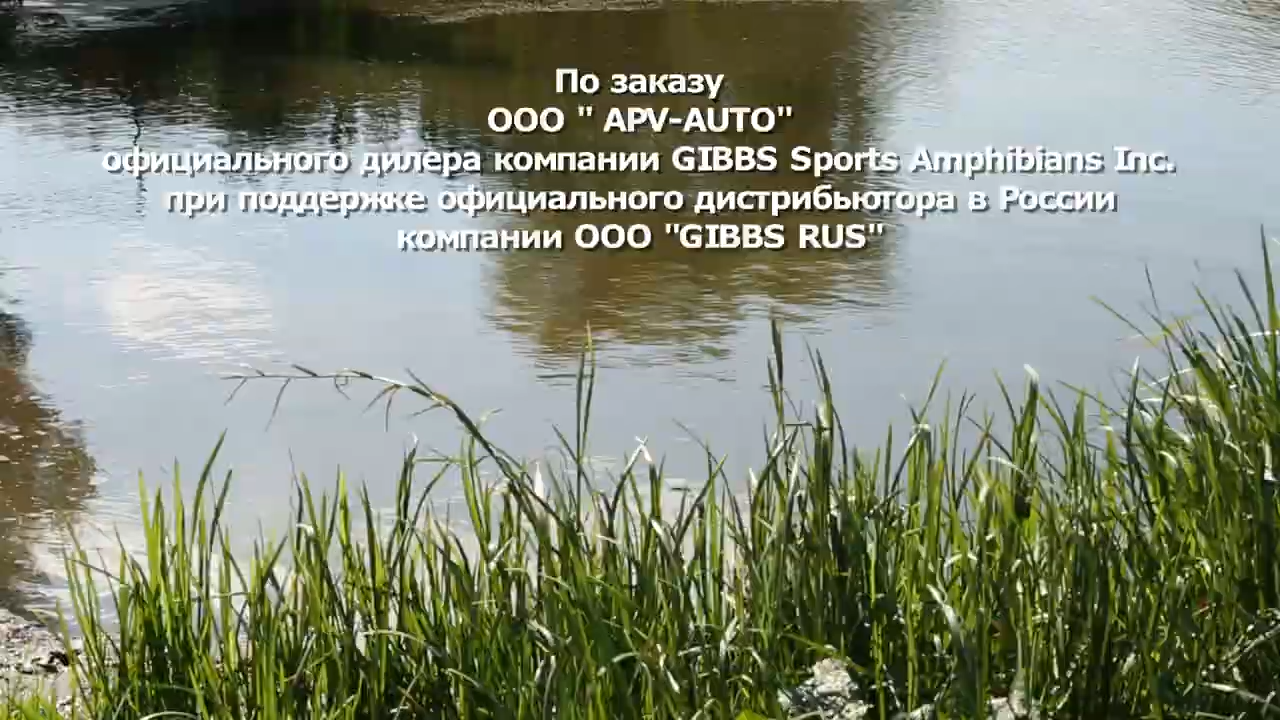 По заказу
ООО " APV-AUTO"
официального дилера компании GIBBS Sports Amphibians Inc.
при поддержке официального дистрибьютора в России
компании ООО "GIBBS RUS"